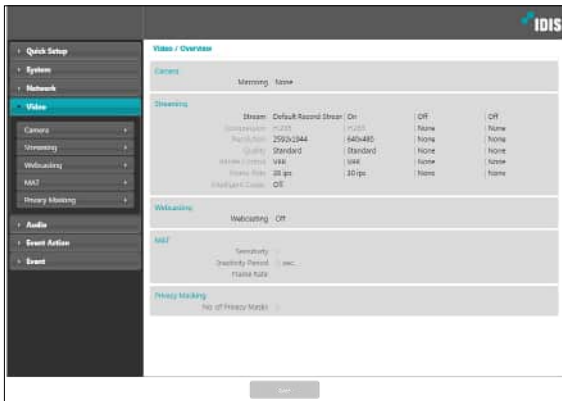 IDIS
Quick Setup
System
Network
Video
Camera
Streaming
Webcasting
MAT
Privacy Masking
Audio
Event Action
Event
Video / Overview
Camera
Mirroring None
Streaming
Stream Default Record Stream | On | Off | Off
Compression H.265 | H.265 | None | None
Resolution 2592x1944 | 640x480 | None | None
Quality Standard | Standard | None | None
Bitrate Control VBR | VBR | None | None
Frame Rate 30 ips | 30 ips | None | None
Intelligent Codec Off
Webcasting
Webcasting Off
MAT
Sensitivity
Inactivity Period sec.
Frame Rate
Privacy Masking
No. of Privacy Masks